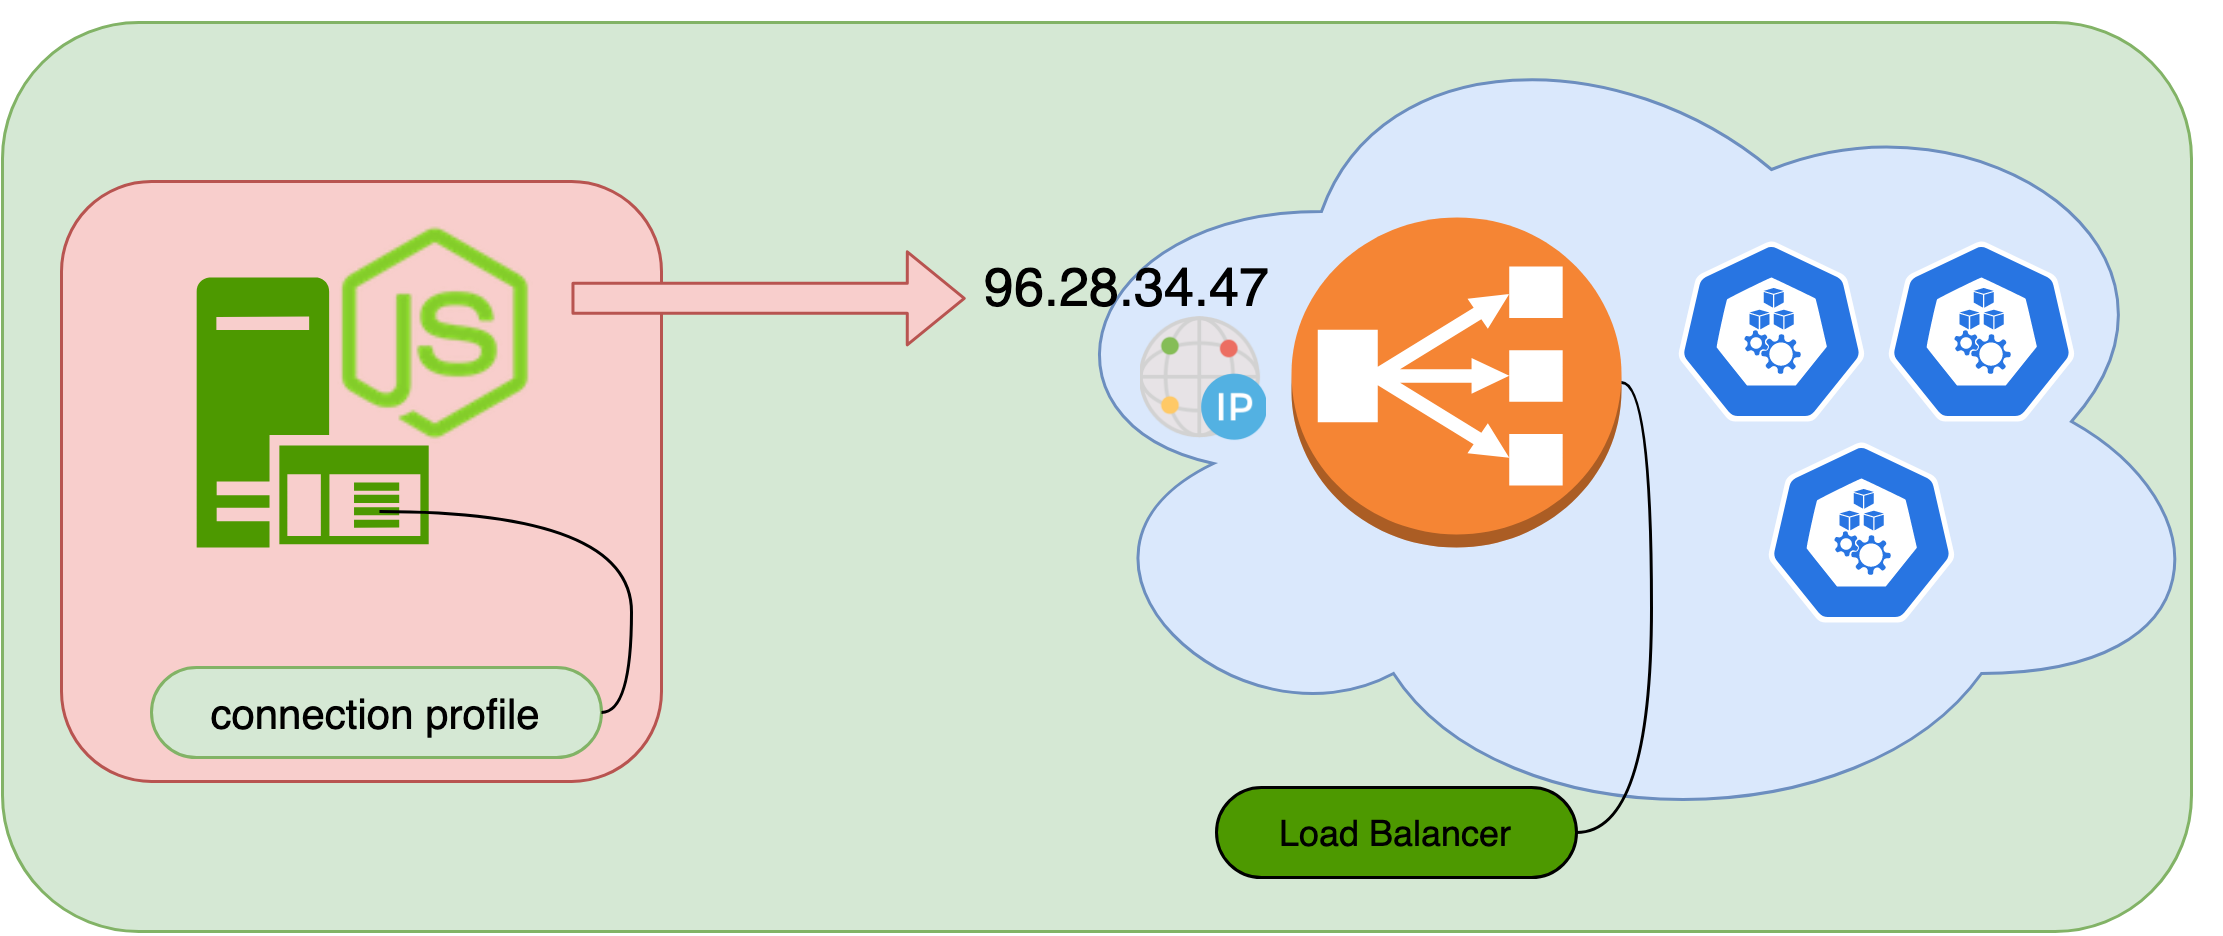 JS
96.28.34.47
IP
connection profile
Load Balancer